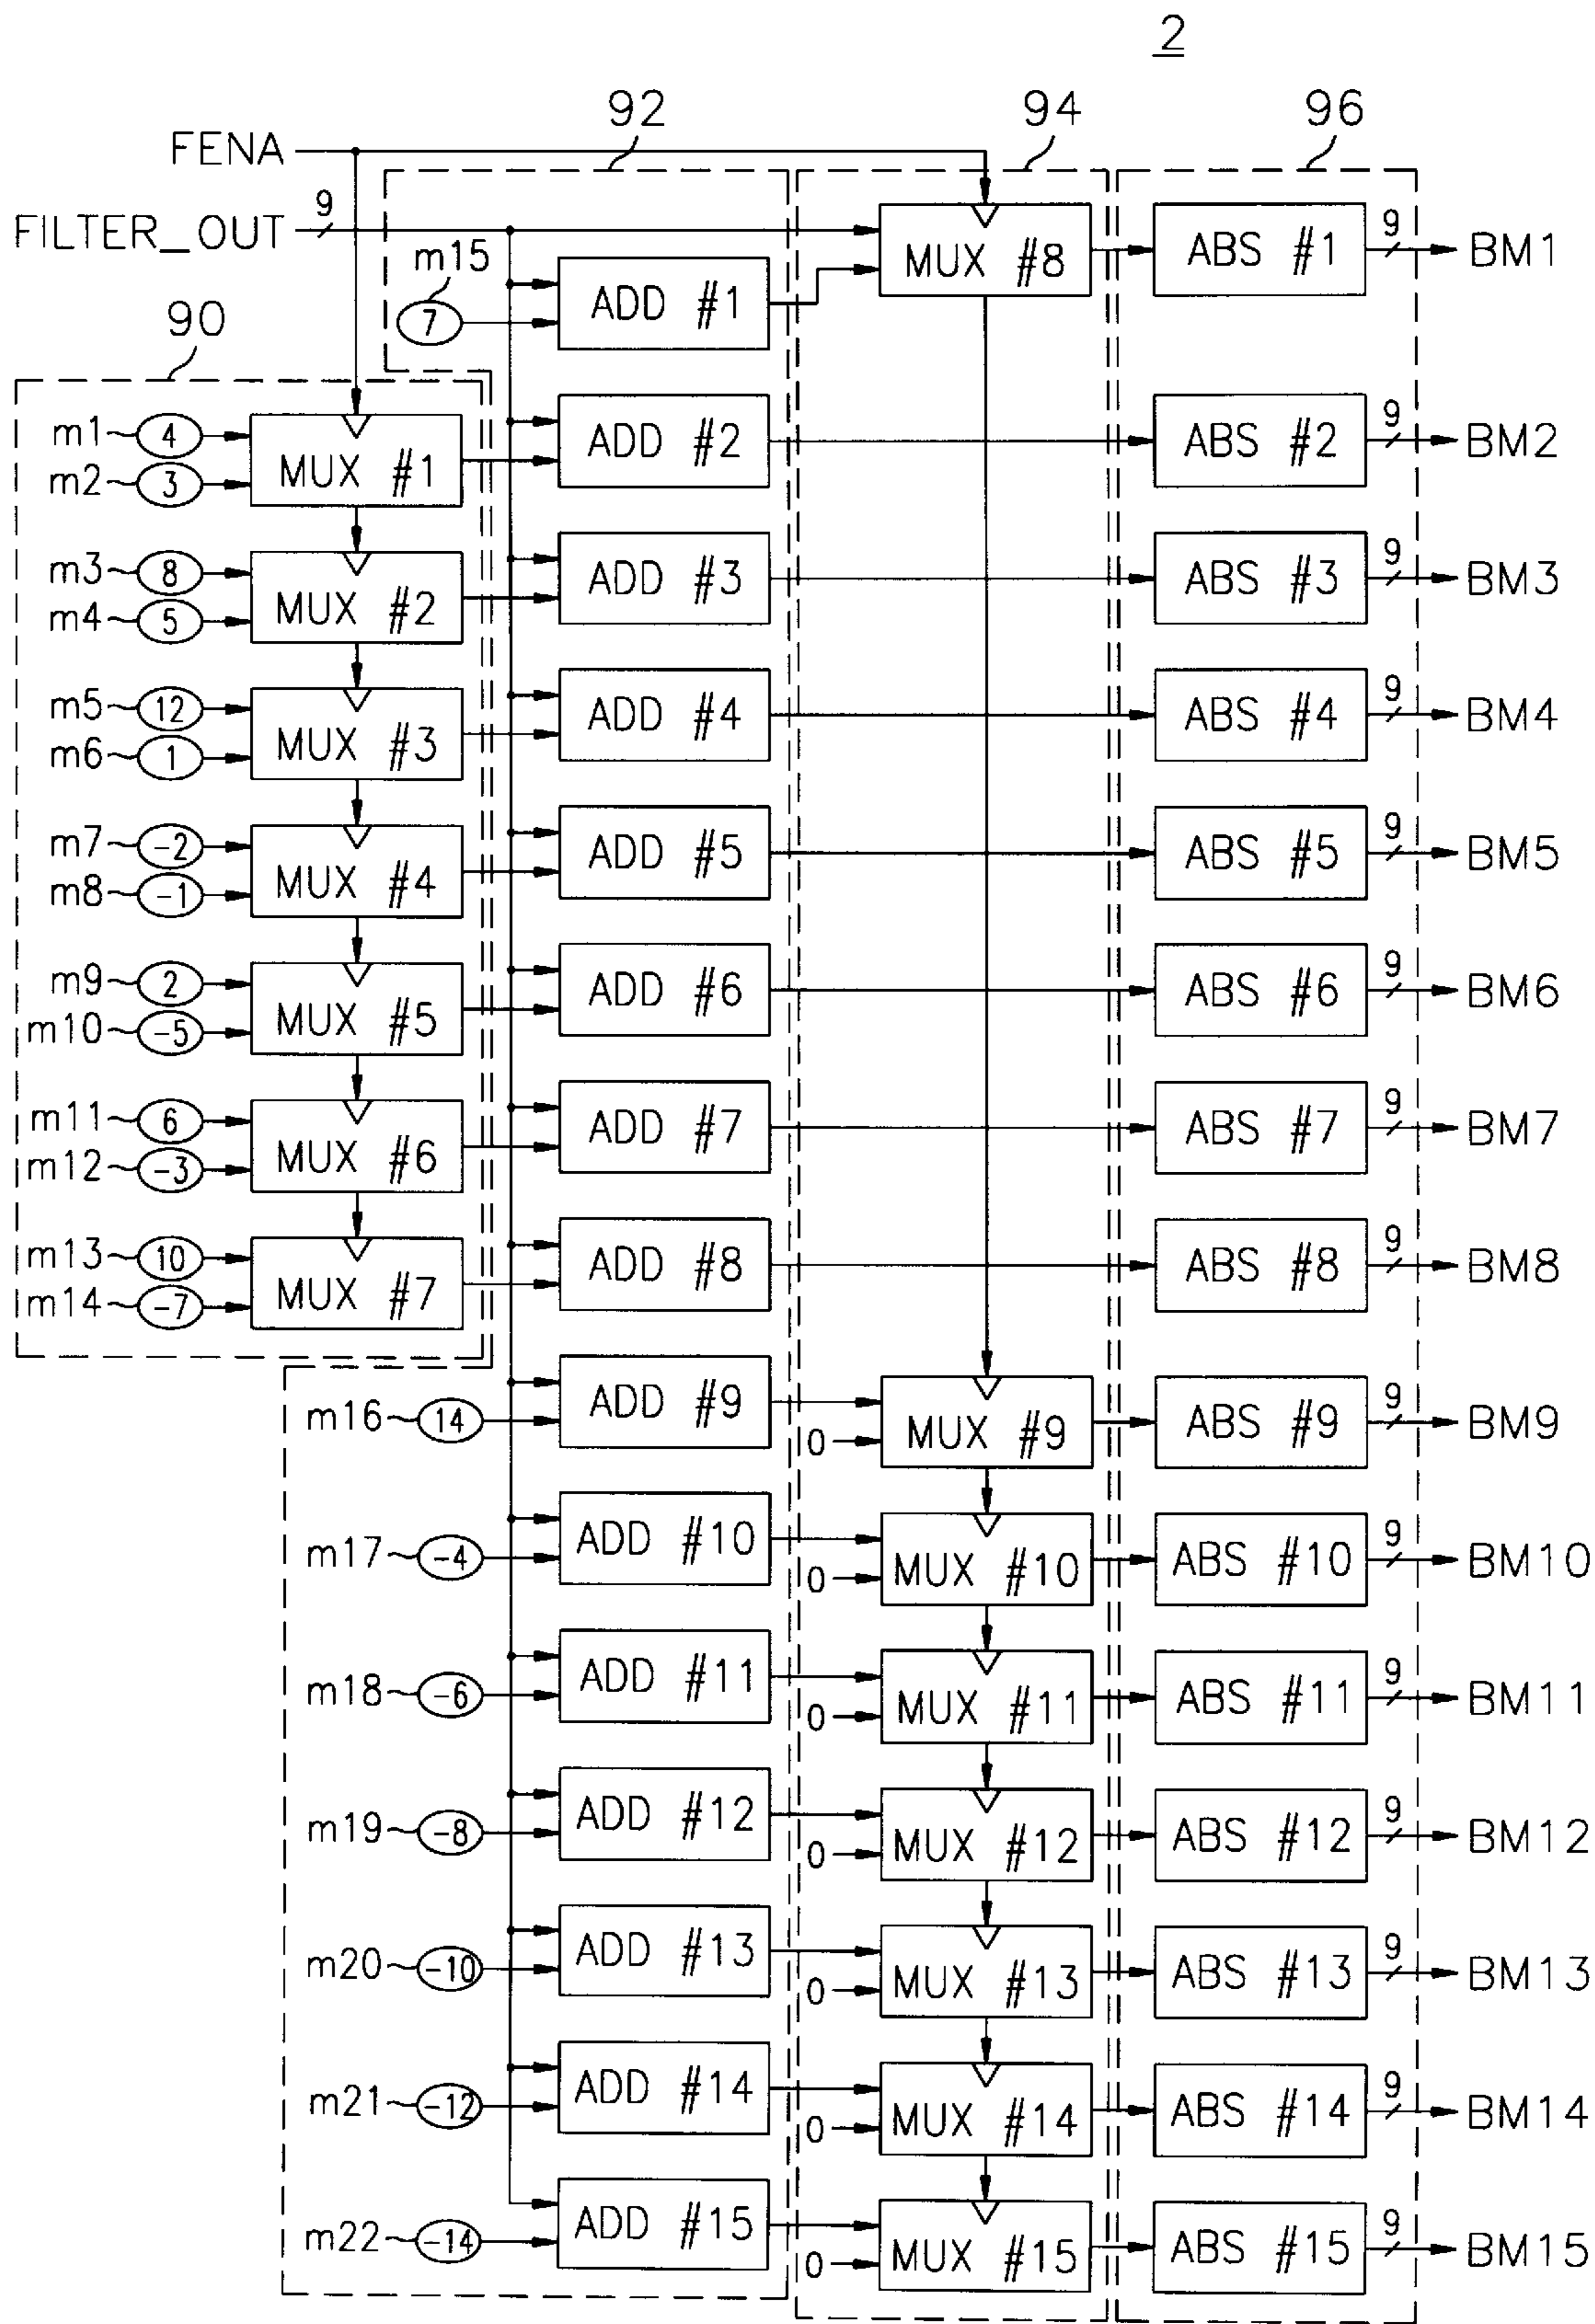 2
92
94
96
FENA
FILTER_OUT
9
m15
7
ADD #1
MUX #8
ABS #1
9
BM1
90
m1
4
m2
3
MUX #1
ADD #2
ABS #2
9
BM2
m3
8
m4
5
MUX #2
ADD #3
ABS #3
9
BM3
m5
12
m6
1
MUX #3
ADD #4
ABS #4
9
BM4
m7
-2
m8
-1
MUX #4
ADD #5
ABS #5
9
BM5
m9
2
m10
-5
MUX #5
ADD #6
ABS #6
9
BM6
m11
6
m12
-3
MUX #6
ADD #7
ABS #7
9
BM7
m13
10
m14
-7
MUX #7
ADD #8
ABS #8
9
BM8
m16
14
ADD #9
0
MUX #9
ABS #9
9
BM9
m17
-4
ADD #10
0
MUX #10
ABS #10
9
BM10
m18
-6
ADD #11
0
MUX #11
ABS #11
9
BM11
m19
-8
ADD #12
0
MUX #12
ABS #12
9
BM12
m20
-10
ADD #13
0
MUX #13
ABS #13
9
BM13
m21
-12
ADD #14
0
MUX #14
ABS #14
9
BM14
m22
-14
ADD #15
0
MUX #15
ABS #15
9
BM15